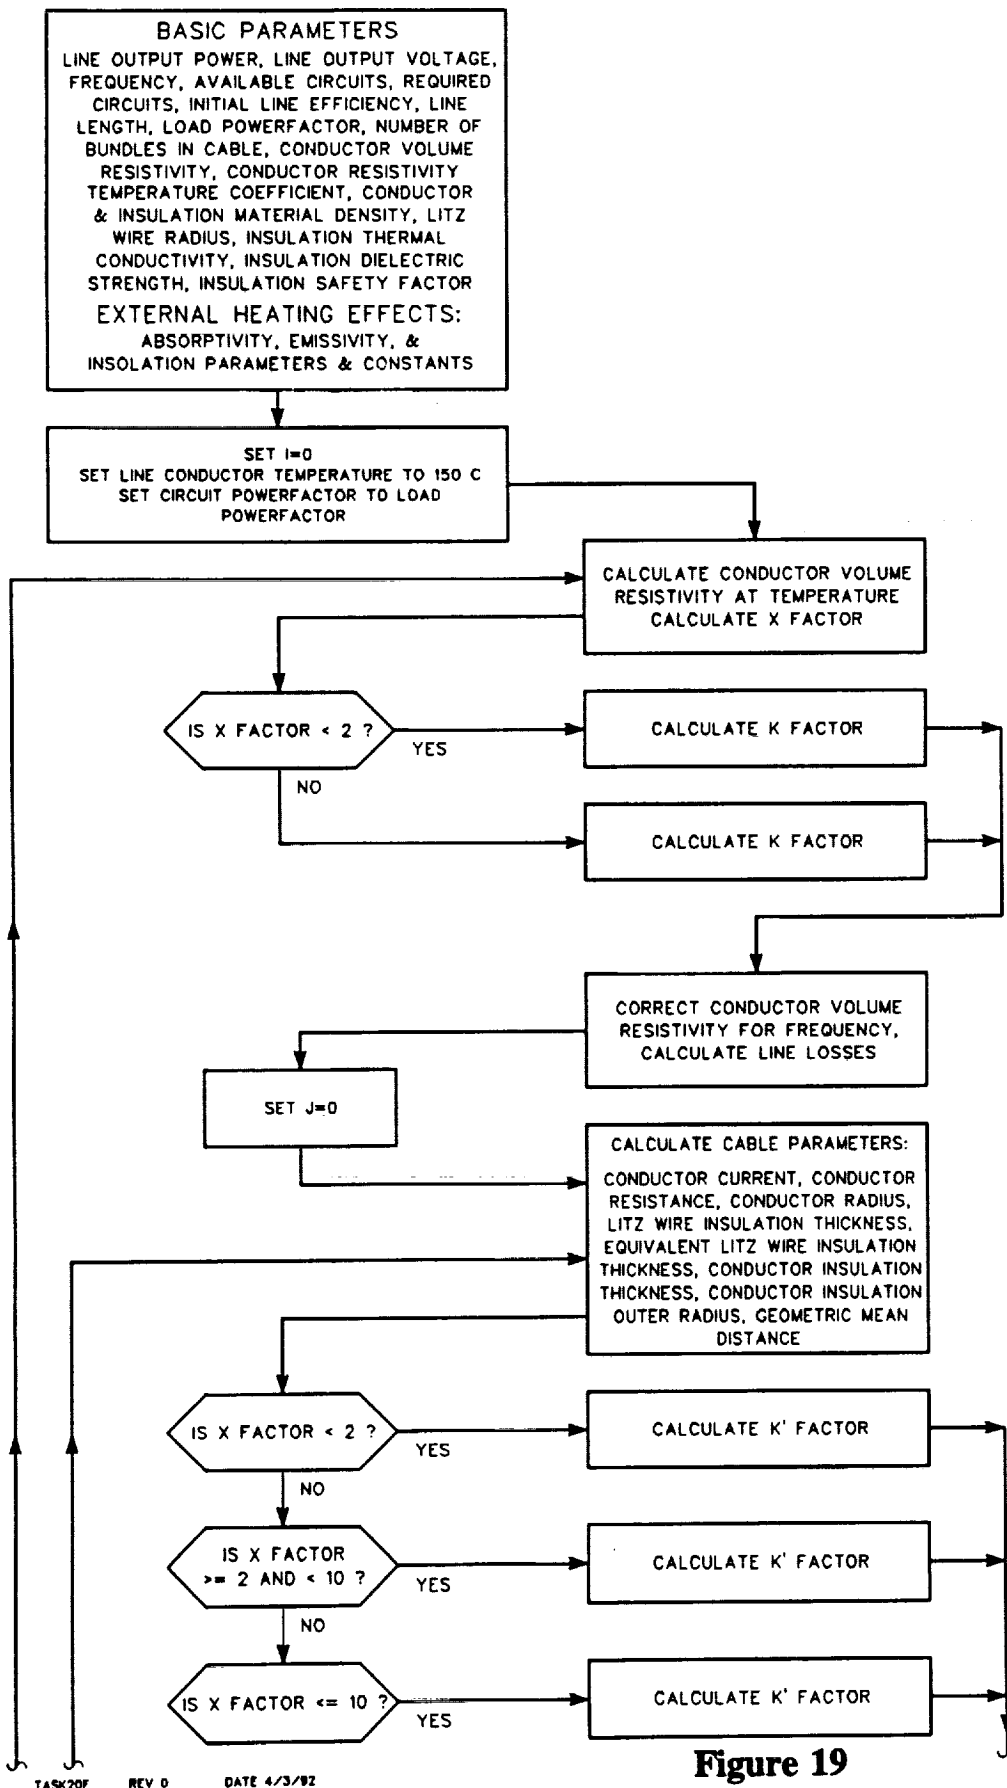 BASIC PARAMETERS
LINE OUTPUT POWER, LINE OUTPUT VOLTAGE,
FREQUENCY, AVAILABLE CIRCUITS, REQUIRED
CIRCUITS, INITIAL LINE EFFICIENCY, LINE
LENGTH, LOAD POWERFACTOR, NUMBER OF
BUNDLES IN CABLE, CONDUCTOR VOLUME
RESISTIVITY, CONDUCTOR RESISTIVITY
TEMPERATURE COEFFICIENT, CONDUCTOR
& INSULATION MATERIAL DENSITY, LITZ
WIRE RADIUS, INSULATION THERMAL
CONDUCTIVITY, INSULATION DIELECTRIC
STRENGTH, INSULATION SAFETY FACTOR
EXTERNAL HEATING EFFECTS:
ABSORPTIVITY, EMISSIVITY, &
INSOLATION PARAMETERS & CONSTANTS
SET I=0
SET LINE CONDUCTOR TEMPERATURE TO 150 C
SET CIRCUIT POWERFACTOR TO LOAD
POWERFACTOR
CALCULATE CONDUCTOR VOLUME
RESISTIVITY AT TEMPERATURE
CALCULATE X FACTOR
IS X FACTOR < 2 ?
YES
CALCULATE K FACTOR
NO
CALCULATE K FACTOR
CORRECT CONDUCTOR VOLUME
RESISTIVITY FOR FREQUENCY,
CALCULATE LINE LOSSES
SET J=0
CALCULATE CABLE PARAMETERS:
CONDUCTOR CURRENT, CONDUCTOR
RESISTANCE, CONDUCTOR RADIUS,
LITZ WIRE INSULATION THICKNESS,
EQUIVALENT LITZ WIRE INSULATION
THICKNESS, CONDUCTOR INSULATION
THICKNESS, CONDUCTOR INSULATION
OUTER RADIUS, GEOMETRIC MEAN
DISTANCE
IS X FACTOR < 2 ?
YES
CALCULATE K' FACTOR
NO
IS X FACTOR
>= 2 AND < 10 ?
YES
CALCULATE K' FACTOR
NO
IS X FACTOR <= 10 ?
YES
CALCULATE K' FACTOR
Figure 19
TASK20F REV 0 DATE 4/3/92